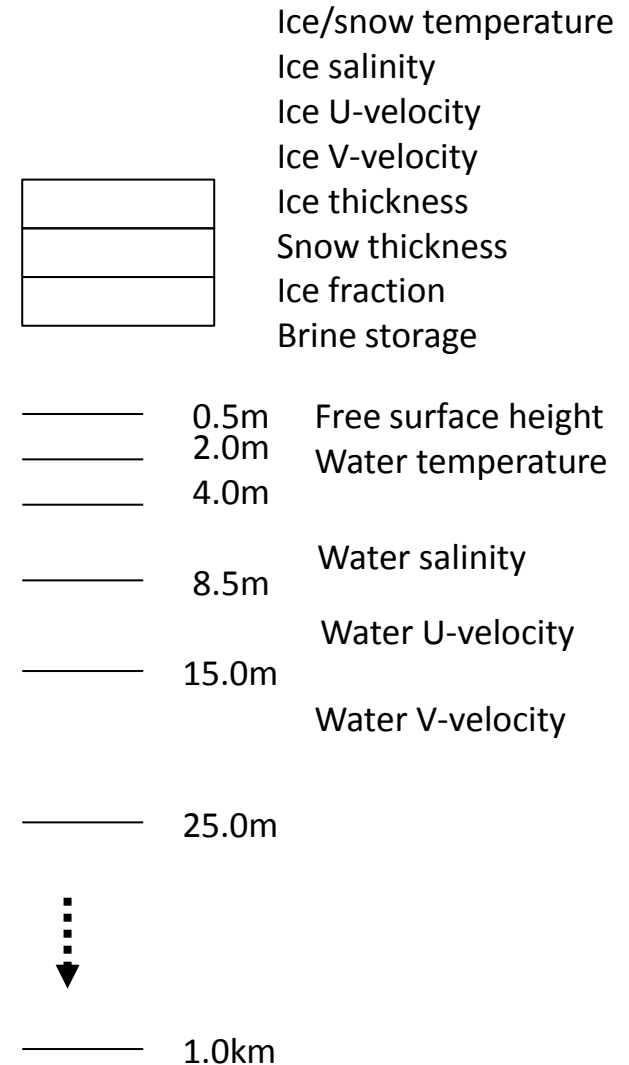 Ice/snow temperature
Ice salinity
Ice U-velocity
Ice V-velocity
Ice thickness
Snow thickness
Ice fraction
Brine storage
0.5m Free surface height
2.0m Water temperature
4.0m
Water salinity
8.5m
Water U-velocity
15.0m
Water V-velocity
25.0m
1.0km